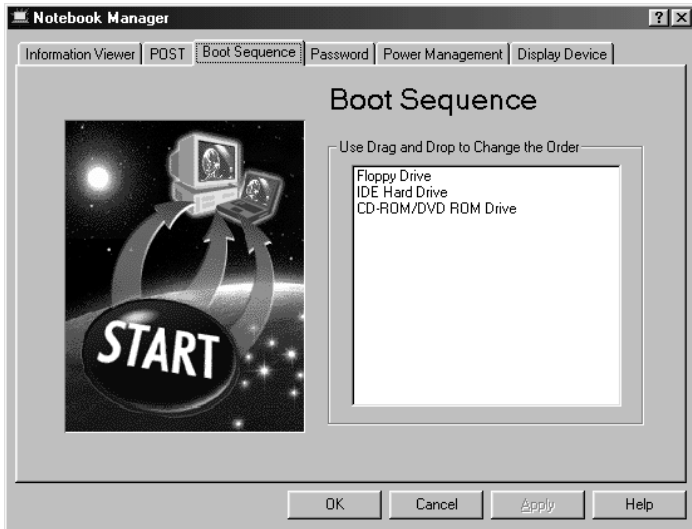 Notebook Manager
Information Viewer POST Boot Sequence Password Power Management Display Device
Boot Sequence
Use Drag and Drop to Change the Order
Floppy Drive
IDE Hard Drive
CD-ROM/DVD ROM Drive
START
OK Cancel Apply Help